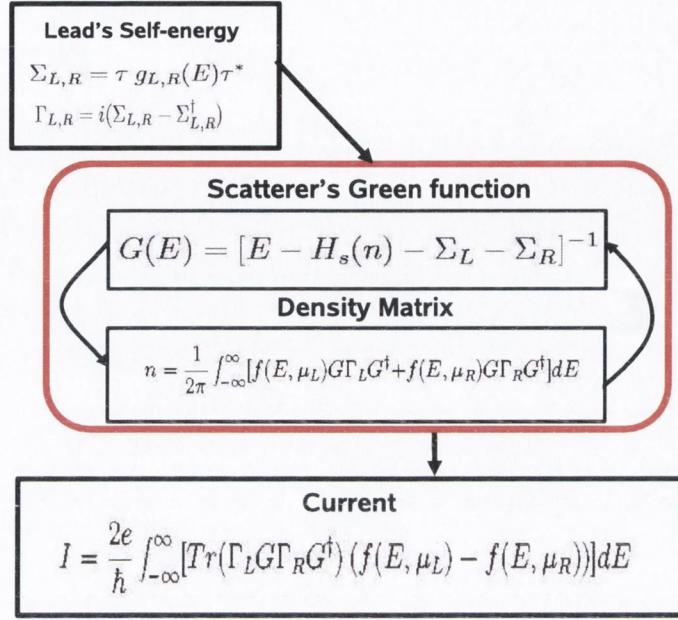 Lead's Self-energy
Σ_{L,R} = τ g_{L,R}(E)τ*
Γ_{L,R} = i(Σ_{L,R} − Σ†_{L,R})
Scatterer's Green function
G(E) = [E − H_s(n) − Σ_L − Σ_R]^{−1}
Density Matrix
n = \frac{1}{2π} ∫_{−∞}^{∞} [f(E, μ_L)GΓ_L G† + f(E, μ_R)GΓ_R G†]dE
Current
I = \frac{2e}{ħ} ∫_{−∞}^{∞} [Tr(Γ_L GΓ_R G†) (f(E, μ_L) − f(E, μ_R))]dE